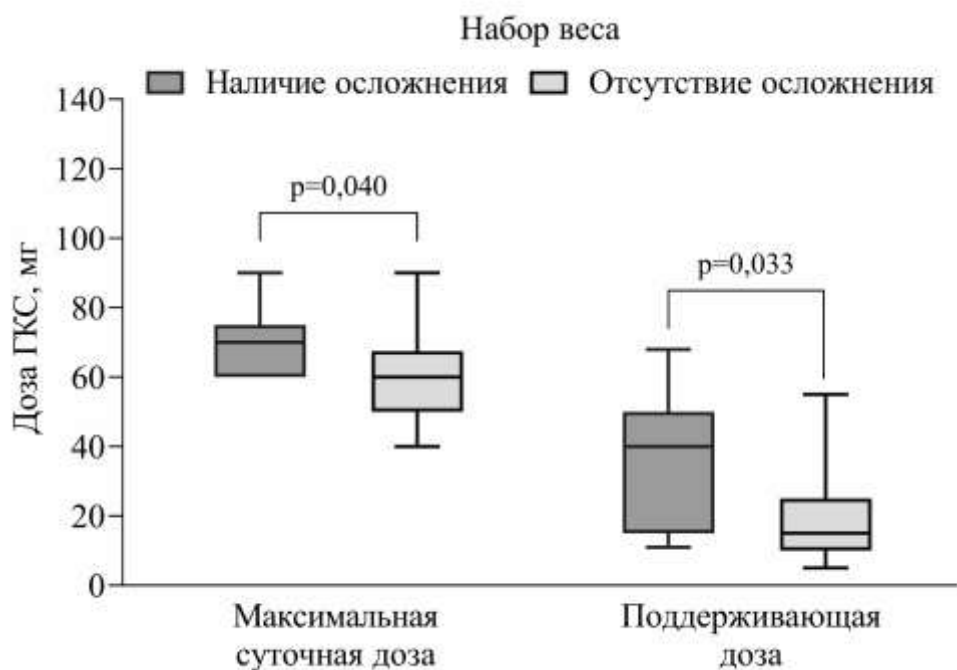 Набор веса
Наличие осложнения Отсутствие осложнения
140
120
100
80
60
40
20
0
Доза ГКС, мг
p=0,040
p=0,033
Максимальная
суточная доза
Поддерживающая
доза